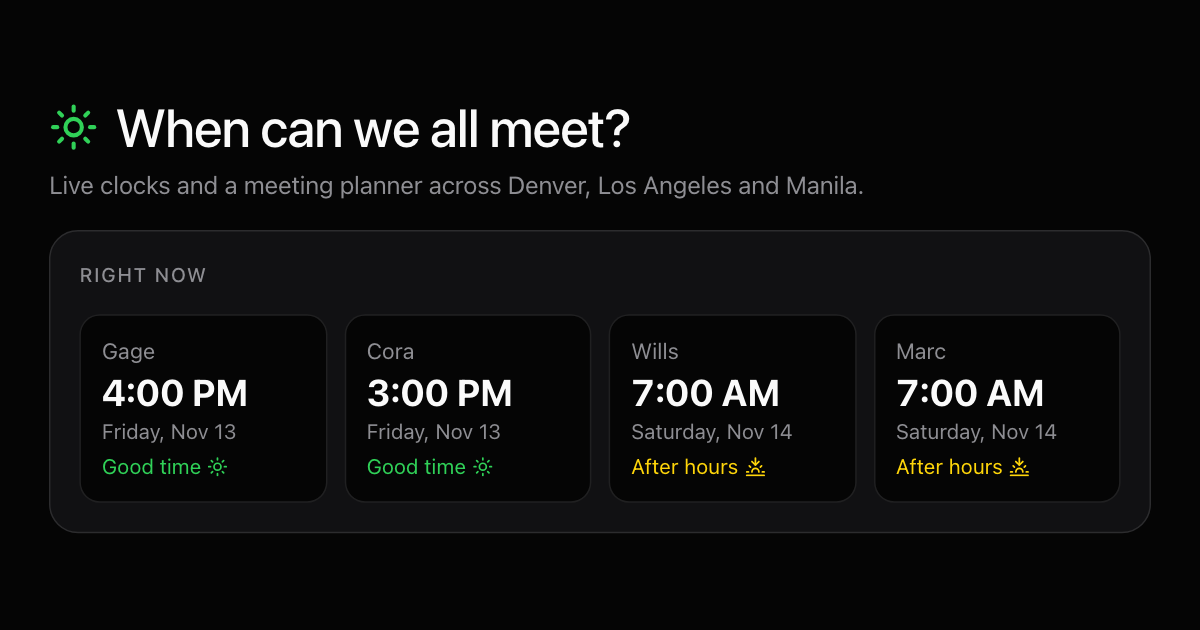 When can we all meet?
Live clocks and a meeting planner across Denver, Los Angeles and Manila.
RIGHT NOW
Gage
4:00 PM
Friday, Nov 13
Good time
Cora
3:00 PM
Friday, Nov 13
Good time
Wills
7:00 AM
Saturday, Nov 14
After hours
Marc
7:00 AM
Saturday, Nov 14
After hours